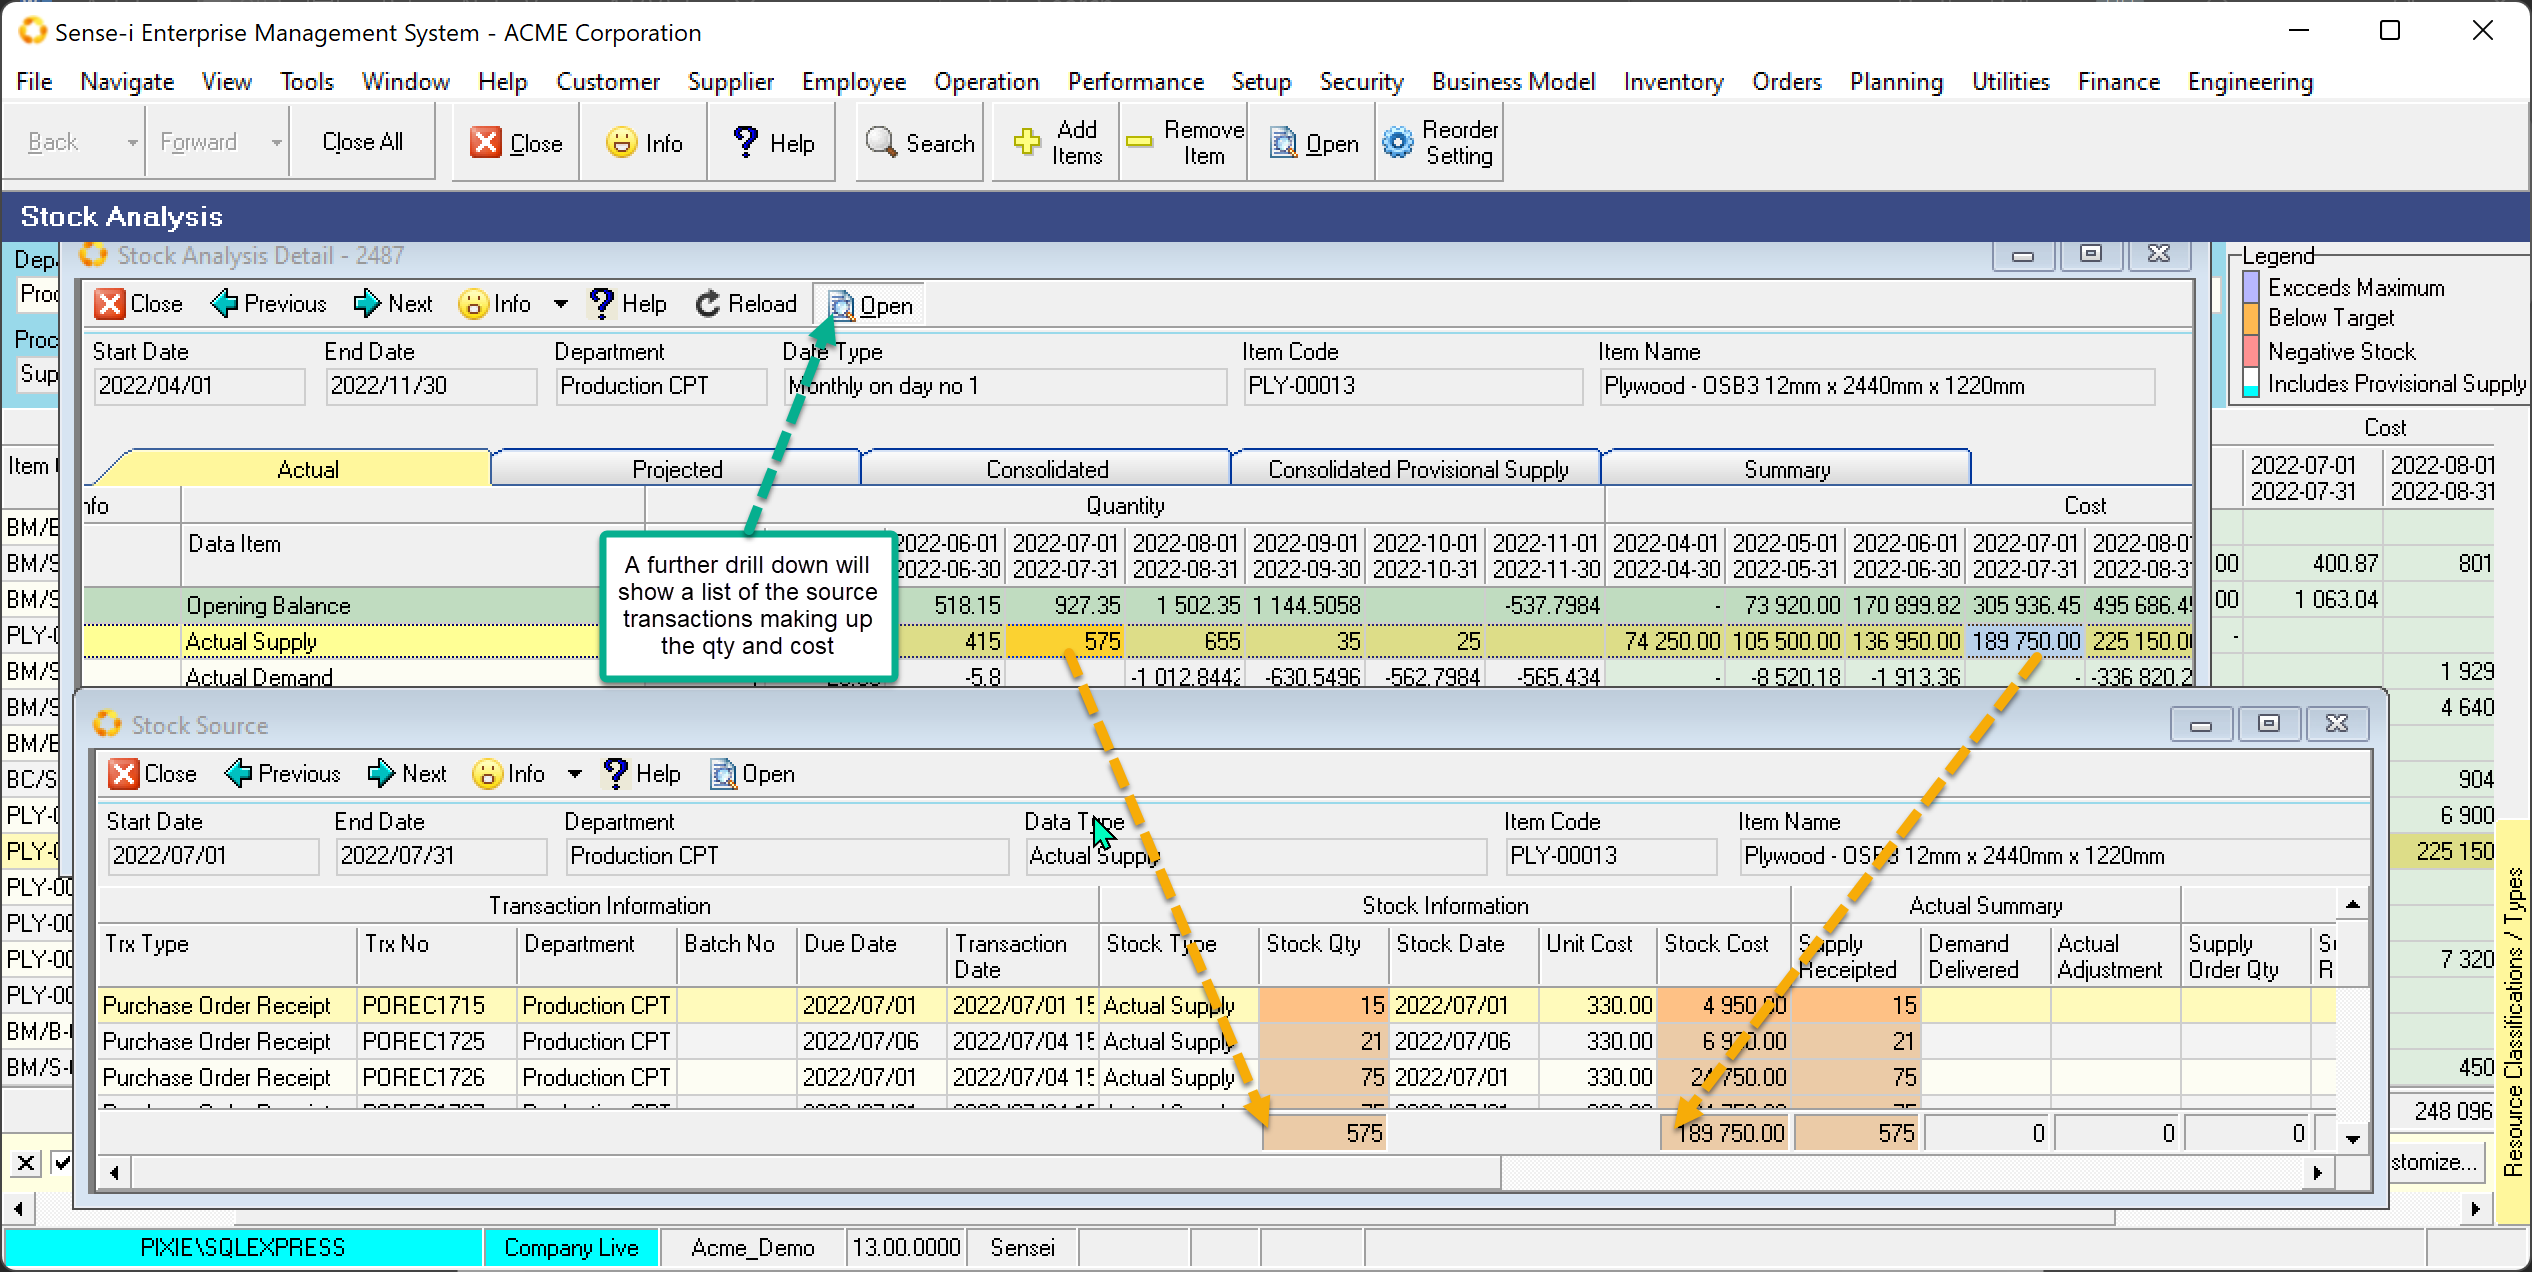 Sense-i Enterprise Management System - ACME Corporation
File Navigate View Tools Window Help Customer Supplier Employee Operation Performance Setup Security Business Model Inventory Orders Planning Utilities Finance Engineering
Back Forward Close All Close Info Help Search Add Items Remove Item Open Reorder Setting
Stock Analysis
Stock Analysis Detail - 2487
Legend
Close Previous Next Info Help Reload Open
Exceeds Maximum
Below Target
Negative Stock
Includes Provisional Supply
Start Date End Date Department Date Type Item Code Item Name
2022/04/01 2022/11/30 Production CPT Monthly on day no 1 PLY-00013 Plywood - OSB3 12mm x 2440mm x 1220mm
Cost
Actual Projected Consolidated Consolidated Provisional Supply Summary
2022-07-01 2022-08-01
2022-07-31 2022-08-31
Quantity Cost
Data Item
2022-06-01 2022-07-01 2022-08-01 2022-09-01 2022-10-01 2022-11-01 2022-04-01 2022-05-01 2022-06-01 2022-07-01 2022-08-0
2022-06-30 2022-07-31 2022-08-31 2022-09-30 2022-10-31 2022-11-30 2022-04-30 2022-05-31 2022-06-30 2022-07-31 2022-08-3
A further drill down will
show a list of the source
transactions making up
the qty and cost
Opening Balance 518.15 927.35 1 502.35 1 144.5058 -537.7984 - 73 920.00 170 899.82 305 936.45 495 686.4
Actual Supply 415 575 655 35 25 74 250.00 105 500.00 136 950.00 189 750.00 225 150.0
Actual Demand -5.8 -1 012.8442 -630.5496 -562.7984 -565.434 - -8 520.18 -1 913.36 - -336 820.2
00 400.87 801
00 1 063.04
-
1 929
4 640
904
6 900
225 150
7 320
450
248 096
Stock Source
Close Previous Next Info Help Open
Start Date End Date Department Data Type Item Code Item Name
2022/07/01 2022/07/31 Production CPT Actual Supply PLY-00013 Plywood - OSB3 12mm x 2440mm x 1220mm
Transaction Information Stock Information Actual Summary
Trx Type Trx No Department Batch No Due Date Transaction Date Stock Type Stock Qty Stock Date Unit Cost Stock Cost Supply Receipted Demand Delivered Actual Adjustment Supply Order Qty
Purchase Order Receipt POREC1715 Production CPT 2022/07/01 2022/07/01 15 Actual Supply 15 2022/07/01 330.00 4 950.00 15
Purchase Order Receipt POREC1725 Production CPT 2022/07/06 2022/07/04 15 Actual Supply 21 2022/07/06 330.00 21
Purchase Order Receipt POREC1726 Production CPT 2022/07/01 2022/07/04 15 Actual Supply 75 2022/07/01 330.00 24 750.00 75
575 189 750.00 575 0 0 0
Resource Classifications / Types
stomize...
PIXIE\SQLEXPRESS Company Live Acme_Demo 13.00.0000 Sensei